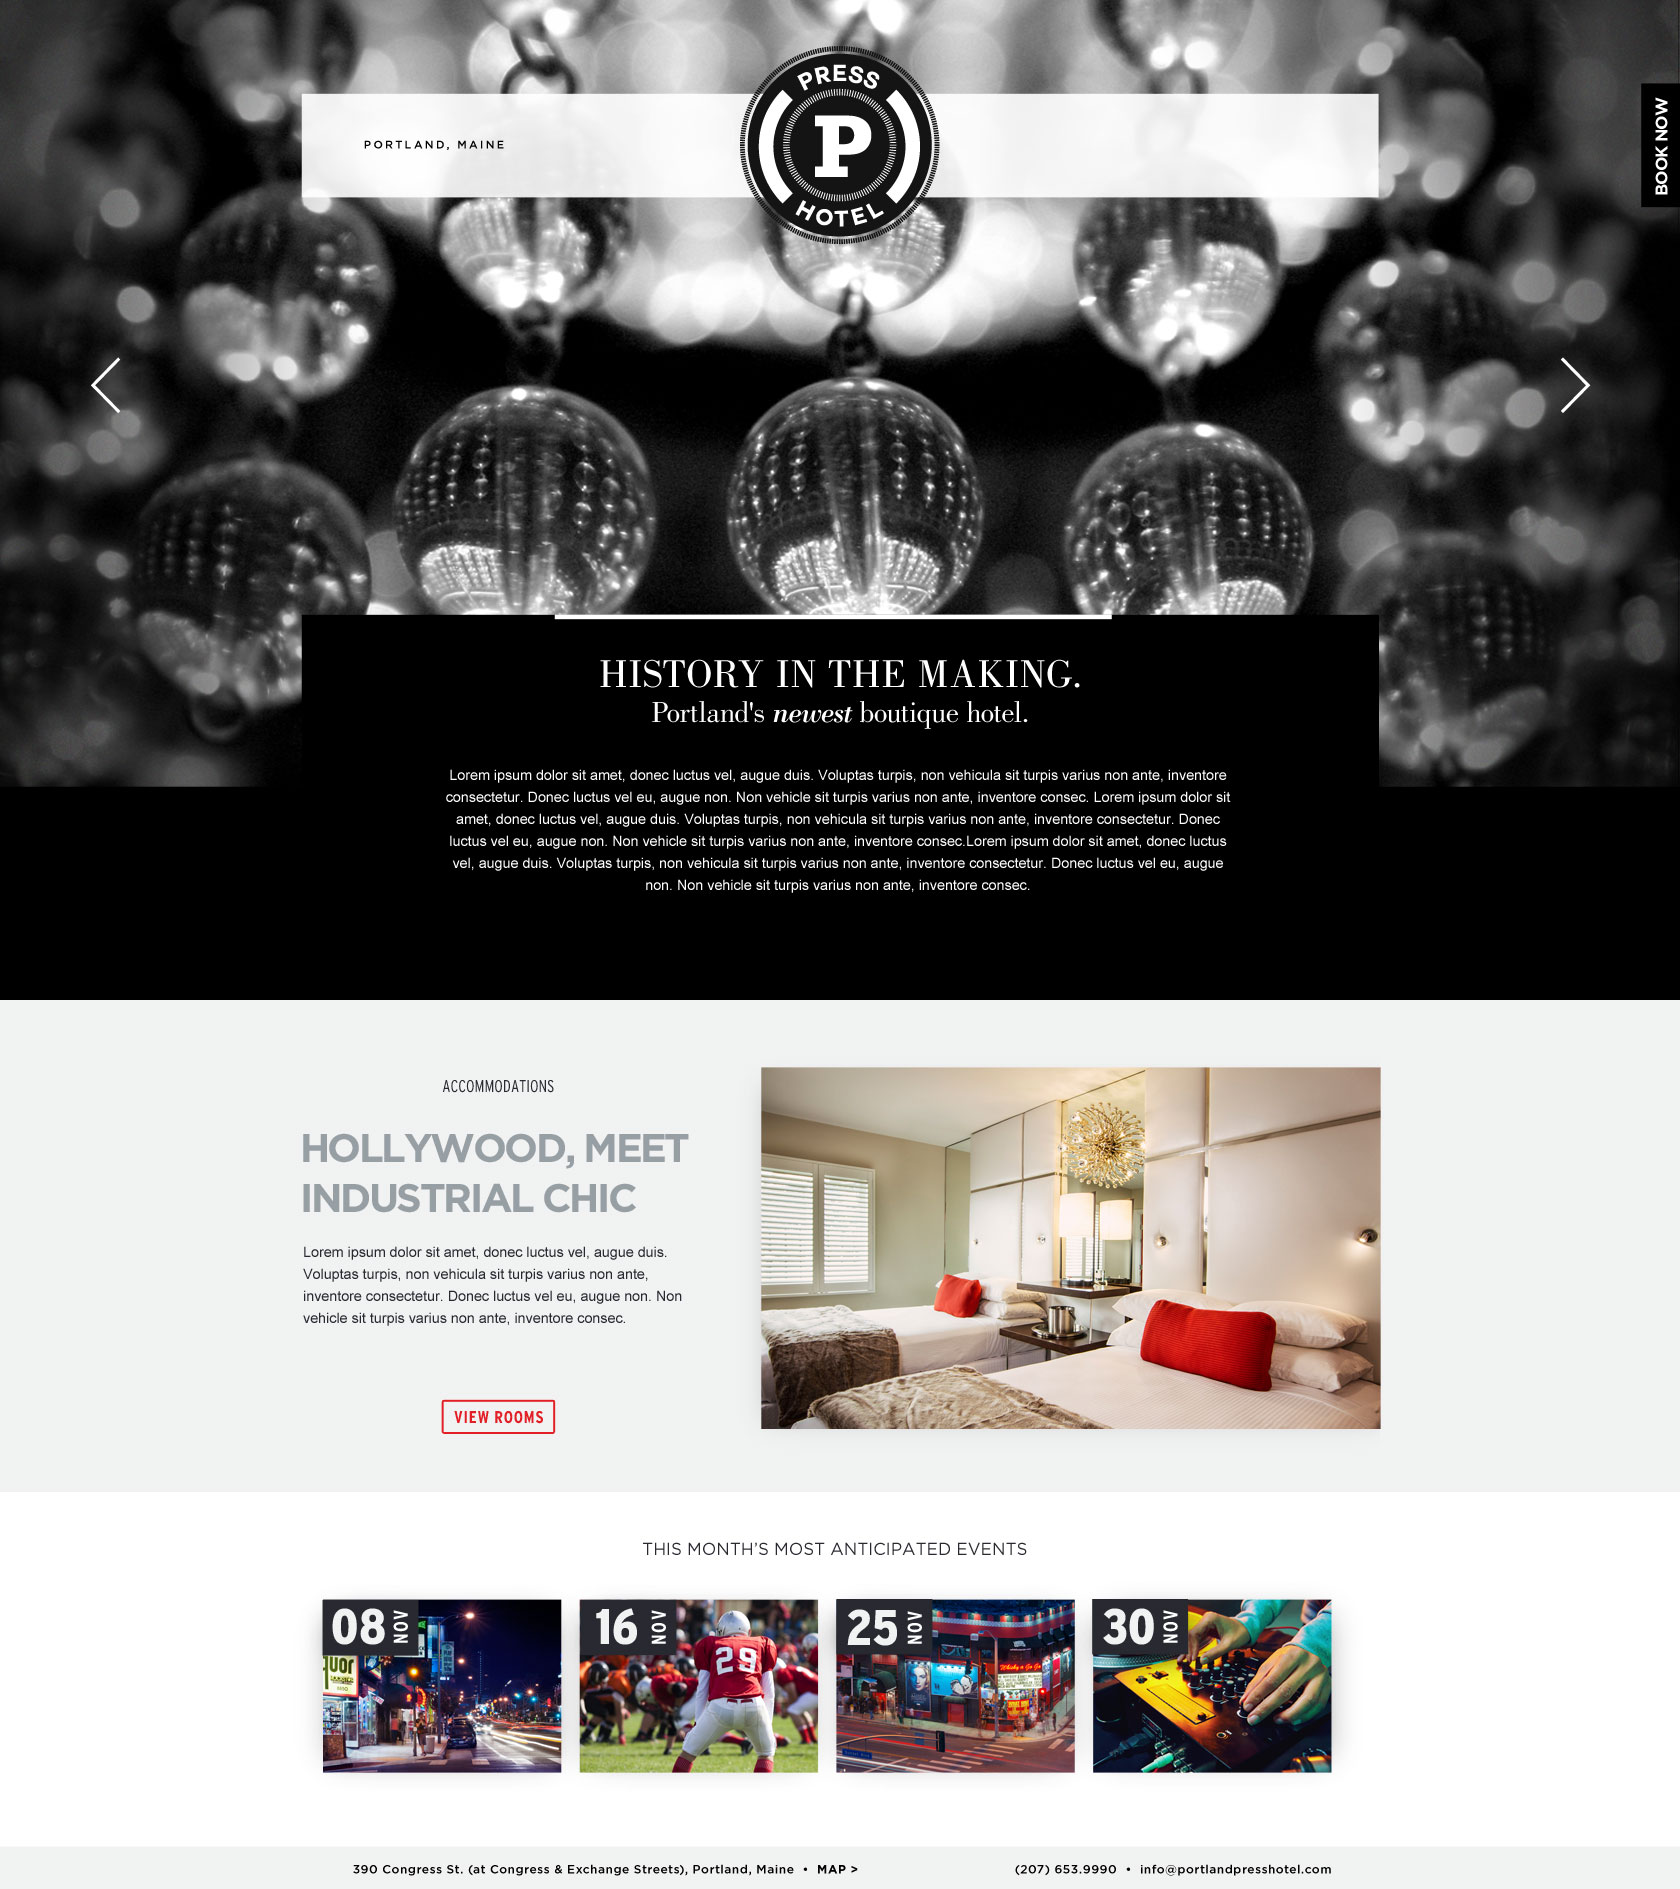 PRESS
P
HOTEL
PORTLAND, MAINE
BOOK NOW
HISTORY IN THE MAKING.
Portland's newest boutique hotel.
Lorem ipsum dolor sit amet, donec luctus vel, augue duis. Voluptas turpis, non vehicula sit turpis varius non ante, inventore
consectetur. Donec luctus vel eu, augue non. Non vehicle sit turpis varius non ante, inventore consec. Lorem ipsum dolor sit
amet, donec luctus vel, augue duis. Voluptas turpis, non vehicula sit turpis varius non ante, inventore consectetur. Donec
luctus vel eu, augue non. Non vehicle sit turpis varius non ante, inventore consec.Lorem ipsum dolor sit amet, donec luctus
vel, augue duis. Voluptas turpis, non vehicula sit turpis varius non ante, inventore consectetur. Donec luctus vel eu, augue
non. Non vehicle sit turpis varius non ante, inventore consec.
ACCOMMODATIONS
HOLLYWOOD, MEET
INDUSTRIAL CHIC
Lorem ipsum dolor sit amet, donec luctus vel, augue duis.
Voluptas turpis, non vehicula sit turpis varius non ante,
inventore consectetur. Donec luctus vel eu, augue non. Non
vehicle sit turpis varius non ante, inventore consec.
VIEW ROOMS
THIS MONTH'S MOST ANTICIPATED EVENTS
08 NOV
quor
16 NOV
29
25 NOV
Whisky a Go Go
30 NOV
390 Congress St. (at Congress & Exchange Streets), Portland, Maine • MAP >
(207) 653.9990 • info@portlandpresshotel.com